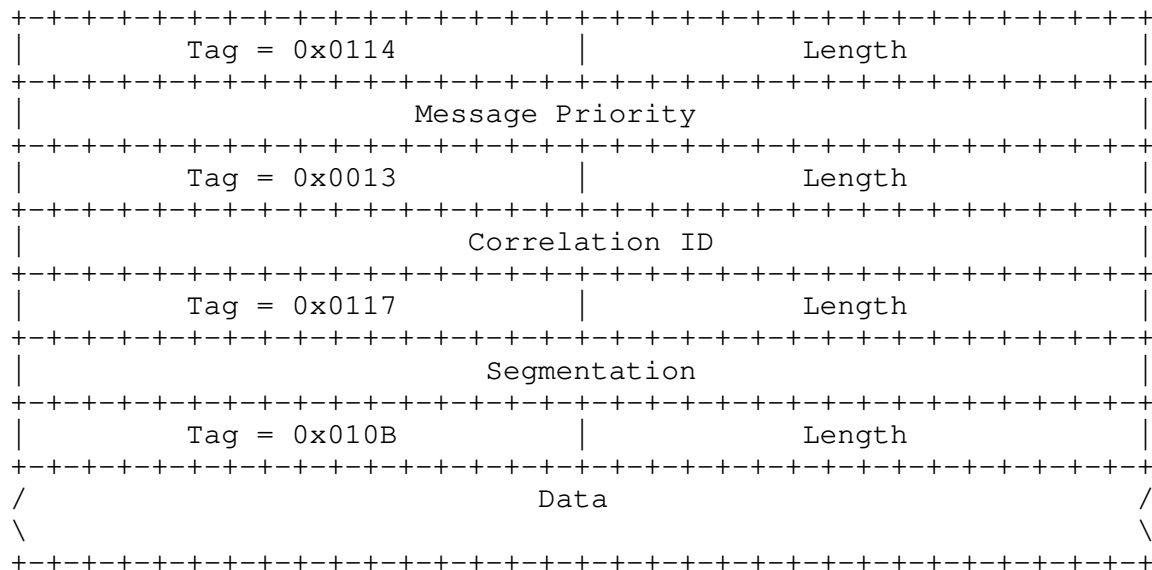 +-+-+-+-+-+-+-+-+-+-+-+-+-+-+-+-+-+-+-+-+-+-+-+-+-+-+-+-+-+-+-+-+
| Tag = 0x0114 | Length |
+-+-+-+-+-+-+-+-+-+-+-+-+-+-+-+-+-+-+-+-+-+-+-+-+-+-+-+-+-+-+-+-+
| Message Priority |
+-+-+-+-+-+-+-+-+-+-+-+-+-+-+-+-+-+-+-+-+-+-+-+-+-+-+-+-+-+-+-+-+
| Tag = 0x0013 | Length |
+-+-+-+-+-+-+-+-+-+-+-+-+-+-+-+-+-+-+-+-+-+-+-+-+-+-+-+-+-+-+-+-+
| Correlation ID |
+-+-+-+-+-+-+-+-+-+-+-+-+-+-+-+-+-+-+-+-+-+-+-+-+-+-+-+-+-+-+-+-+
| Tag = 0x0117 | Length |
+-+-+-+-+-+-+-+-+-+-+-+-+-+-+-+-+-+-+-+-+-+-+-+-+-+-+-+-+-+-+-+-+
| Segmentation |
+-+-+-+-+-+-+-+-+-+-+-+-+-+-+-+-+-+-+-+-+-+-+-+-+-+-+-+-+-+-+-+-+
| Tag = 0x010B | Length |
+-+-+-+-+-+-+-+-+-+-+-+-+-+-+-+-+-+-+-+-+-+-+-+-+-+-+-+-+-+-+-+-+
/ Data /
\ \
+-+-+-+-+-+-+-+-+-+-+-+-+-+-+-+-+-+-+-+-+-+-+-+-+-+-+-+-+-+-+-+-+